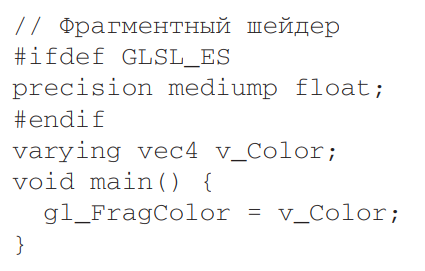 // Фрагментный шейдер
#ifdef GLSL_ES
precision mediump float;
#endif
varying vec4 v_Color;
void main() {
  gl_FragColor = v_Color;
}